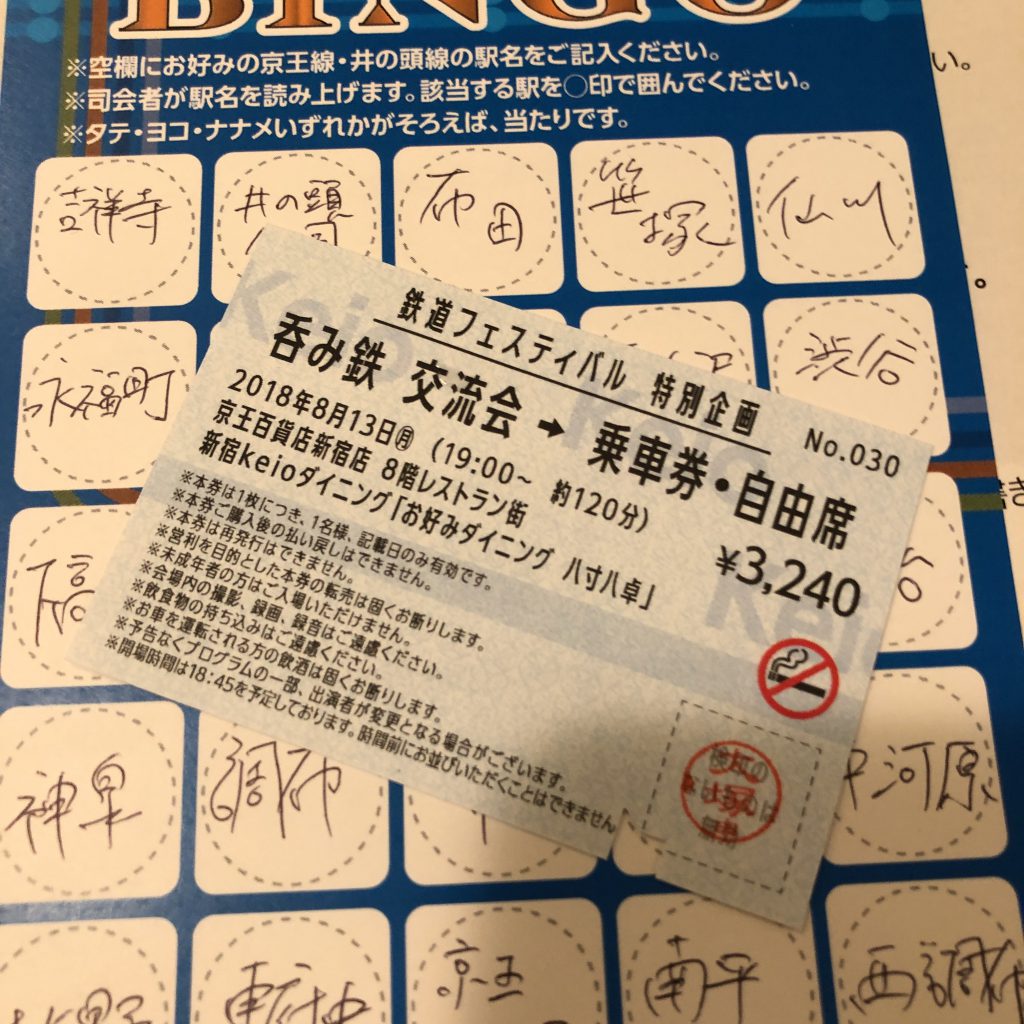 BINGO
※空欄にお好みの京王線・井の頭線の駅名をご記入ください。
※司会者が駅名を読み上げます。該当する駅を○印で囲んでください。
※タテ・ヨコ・ナナメいずれかがそろえば、当たりです。
吉祥寺
井の頭
布田
笹塚
仙川
永福町
渋谷
鉄道フェスティバル 特別企画
No.030
呑み鉄 交流会 → 乗車券・自由席
2018年8月13日㊊ (19:00~ 約120分)
¥3,240
京王百貨店新宿店 8階レストラン街
新宿keioダイニング「お好みダイニング 八寸八卓」
※本券は1枚につき、1名様、記載日のみ有効です。
※本券ご購入後の払い戻しはできません。
※本券は再発行はできません。
※営利を目的とした本券の転売は固くお断りします。
※未成年者の方はご入場いただけません。
※会場内の撮影、録画、録音はご遠慮ください。
※飲食物の持ち込みはご遠慮ください。
※お車を運転される方の飲酒は固くお断りします。
※予告なくプログラムの一部、出演者が変更となる場合がございます。
※開場時間は18:45を予定しております。時間前にお並びいただくことはできません
Keio
神泉
調布
河原
京王
南平
西調布